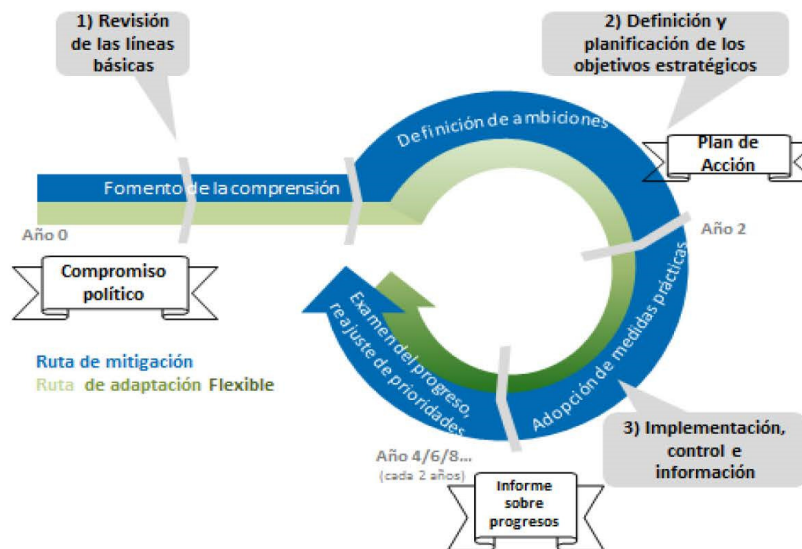 1) Revisión
de las líneas
básicas
2) Definición y
planificación de los
objetivos estratégicos
Definición de ambiciones
Plan de
Acción
Fomento de la comprensión
Año 0
Año 2
Compromiso
político
Examen del progreso,
reajuste de prioridades
Adopción de medidas prácticas
Ruta de mitigación
Ruta de adaptación Flexible
3) Implementación,
control e
información
Año 4/6/8...
(cada 2 años)
Informe
sobre
progresos